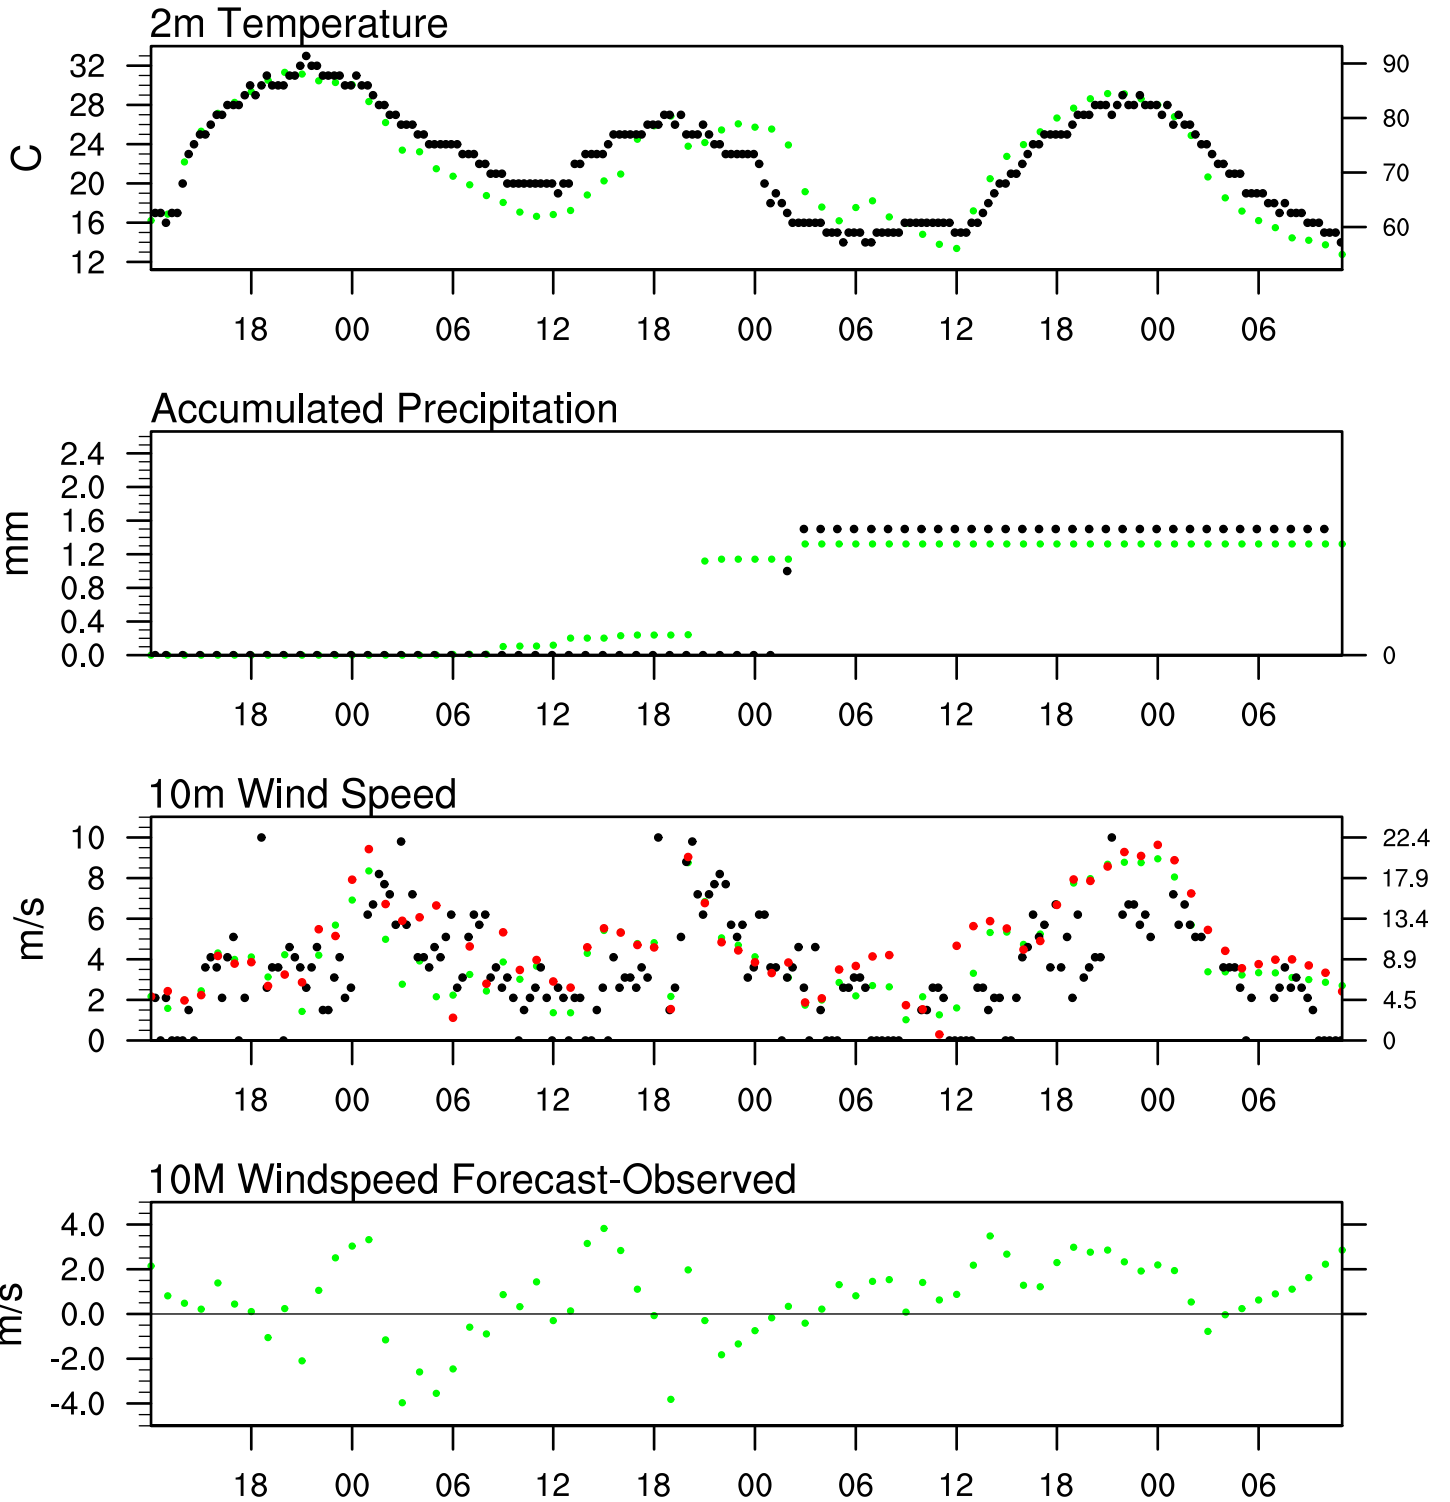 2m Temperature
32 90
28 80
24
20 70
16 60
12
C
18 00 06 12 18 00 06 12 18 00 06
Accumulated Precipitation
2.4
2.0
1.6
1.2
0.8
0.4
0.0 0
mm
18 00 06 12 18 00 06 12 18 00 06
10m Wind Speed
10 22.4
8 17.9
6 13.4
4 8.9
2 4.5
0 0
m/s
18 00 06 12 18 00 06 12 18 00 06
10M Windspeed Forecast-Observed
4.0
2.0
0.0
-2.0
-4.0
m/s
18 00 06 12 18 00 06 12 18 00 06